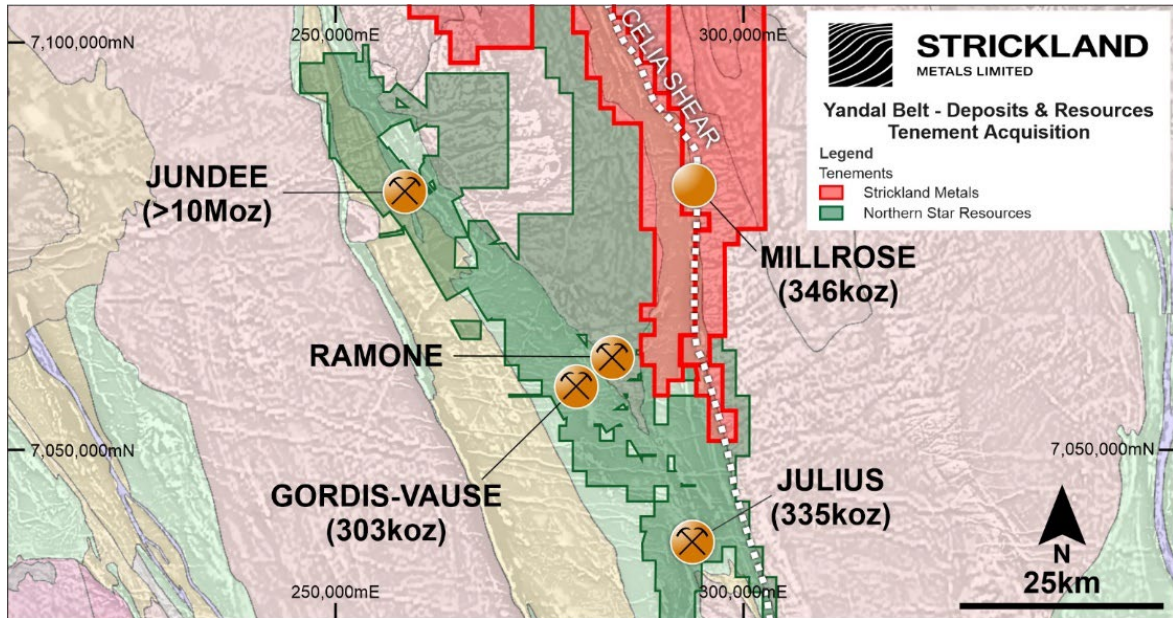 7,100,000mN
250,000mE
300,000mE
CELIA SHEAR
STRICKLAND
METALS LIMITED
Yandal Belt - Deposits & Resources
Tenement Acquisition
Legend
Tenements
Strickland Metals
Northern Star Resources
JUNDEE
(>10Moz)
MILLROSE
(346koz)
RAMONE
GORDIS-VAUSE
(303koz)
7,050,000mN
7,050,000mN
JULIUS
(335koz)
250,000mE
300,000mE
N
25km